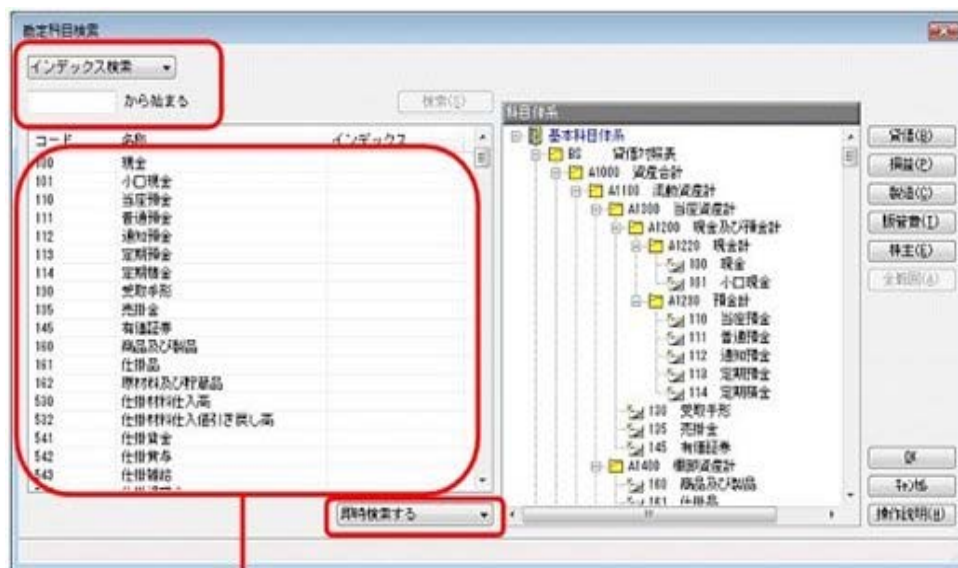 勘定科目検索
インデックス検索
から始まる
検索(S)
コード 名称 インデックス
100 現金
101 小口現金
110 当座預金
111 普通預金
112 通知預金
113 定期預金
114 定期積金
130 受取手形
135 売掛金
145 有価証券
160 商品及び製品
161 仕掛品
162 原材料及び貯蔵品
530 仕掛材料仕入高
532 仕掛材料仕入値引き戻し高
541 仕掛賃金
542 仕掛賞与
543 仕掛雑給
即時検索する
科目体系
基本科目体系
BS 貸借対照表
A1000 資産合計
A1100 流動資産計
A1300 当座資産計
A1200 現金及び預金計
A1220 現金計
100 現金
101 小口現金
A1230 預金計
110 当座預金
111 普通預金
112 通知預金
113 定期預金
114 定期積金
130 受取手形
135 売掛金
145 有価証券
A1400 棚卸資産計
160 商品及び製品
161 仕掛品
貸借(B)
損益(P)
製造(C)
販管費(I)
株主(E)
全範囲(A)
OK
キャンセル
操作説明(H)